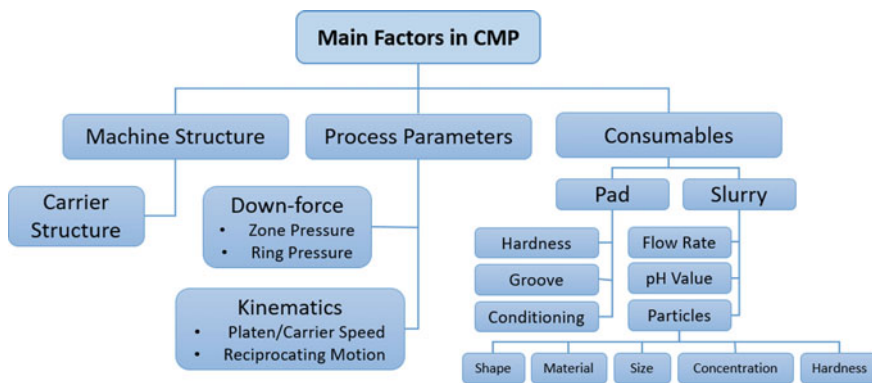 Main Factors in CMP
Machine Structure
Process Parameters
Consumables
Carrier
Structure
Down-force
• Zone Pressure
• Ring Pressure
Kinematics
• Platen/Carrier Speed
• Reciprocating Motion
Pad
Slurry
Hardness
Flow Rate
Groove
pH Value
Conditioning
Particles
Shape
Material
Size
Concentration
Hardness